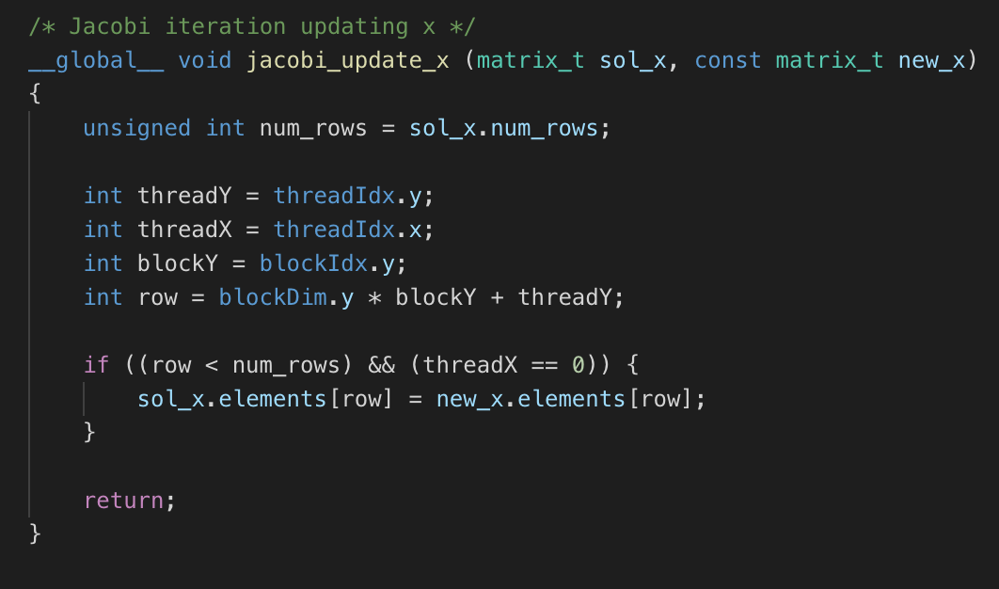 /* Jacobi iteration updating x */
__global__ void jacobi_update_x (matrix_t sol_x, const matrix_t new_x)
{
    unsigned int num_rows = sol_x.num_rows;

    int threadY = threadIdx.y;
    int threadX = threadIdx.x;
    int blockY = blockIdx.y;
    int row = blockDim.y * blockY + threadY;

    if ((row < num_rows) && (threadX == 0)) {
        sol_x.elements[row] = new_x.elements[row];
    }

    return;
}